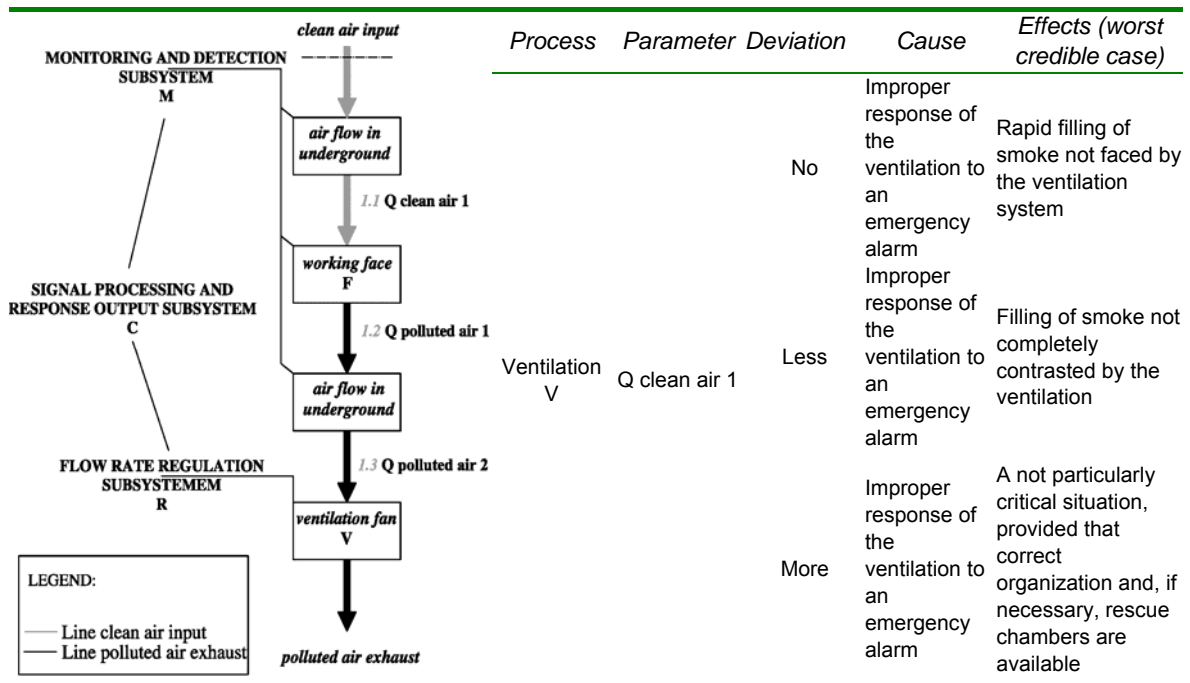 clean air input
MONITORING AND DETECTION
SUBSYSTEM
M
air flow in
underground
1.1 Q clean air 1
working face
F
SIGNAL PROCESSING AND
RESPONSE OUTPUT SUBSYSTEM
C
1.2 Q polluted air 1
air flow in
underground
FLOW RATE REGULATION
SUBSYSTEMEM
R
1.3 Q polluted air 2
ventilation fan
V
LEGEND:
Line clean air input
Line polluted air exhaust
polluted air exhaust
Process Parameter Deviation Cause Effects (worst
credible case)
Ventilation
V
Q clean air 1
No
Improper
response of
the
ventilation to
an
emergency
alarm
Rapid filling of
smoke not faced by
the ventilation
system
Less
Improper
response of
the
ventilation to
an
emergency
alarm
Filling of smoke not
completely
contrasted by the
ventilation
More
Improper
response of
the
ventilation to
an
emergency
alarm
A not particularly
critical situation,
provided that
correct
organization and, if
necessary, rescue
chambers are
available